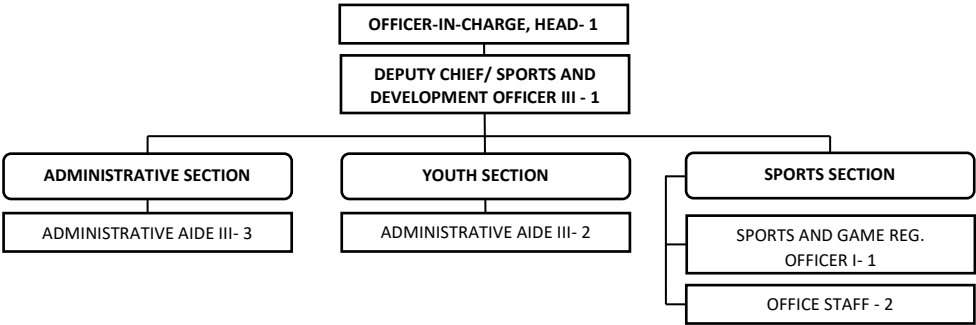 OFFICER-IN-CHARGE, HEAD- 1
DEPUTY CHIEF/ SPORTS AND
DEVELOPMENT OFFICER III - 1
ADMINISTRATIVE SECTION
YOUTH SECTION
SPORTS SECTION
ADMINISTRATIVE AIDE III- 3
ADMINISTRATIVE AIDE III- 2
SPORTS AND GAME REG.
OFFICER I- 1
OFFICE STAFF - 2